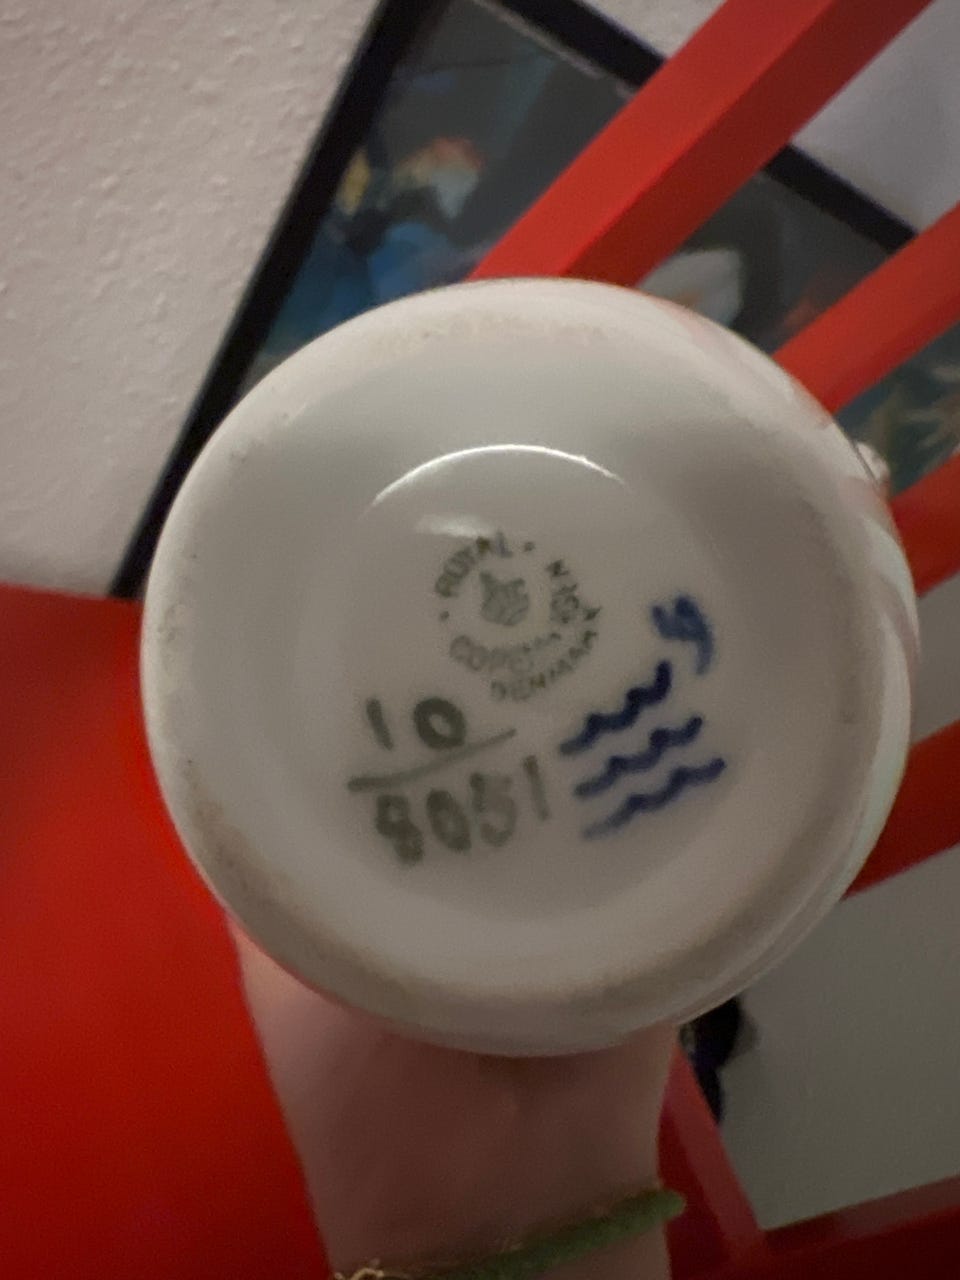 ROYAL
COPENHAGEN
DENMARK
10
8051